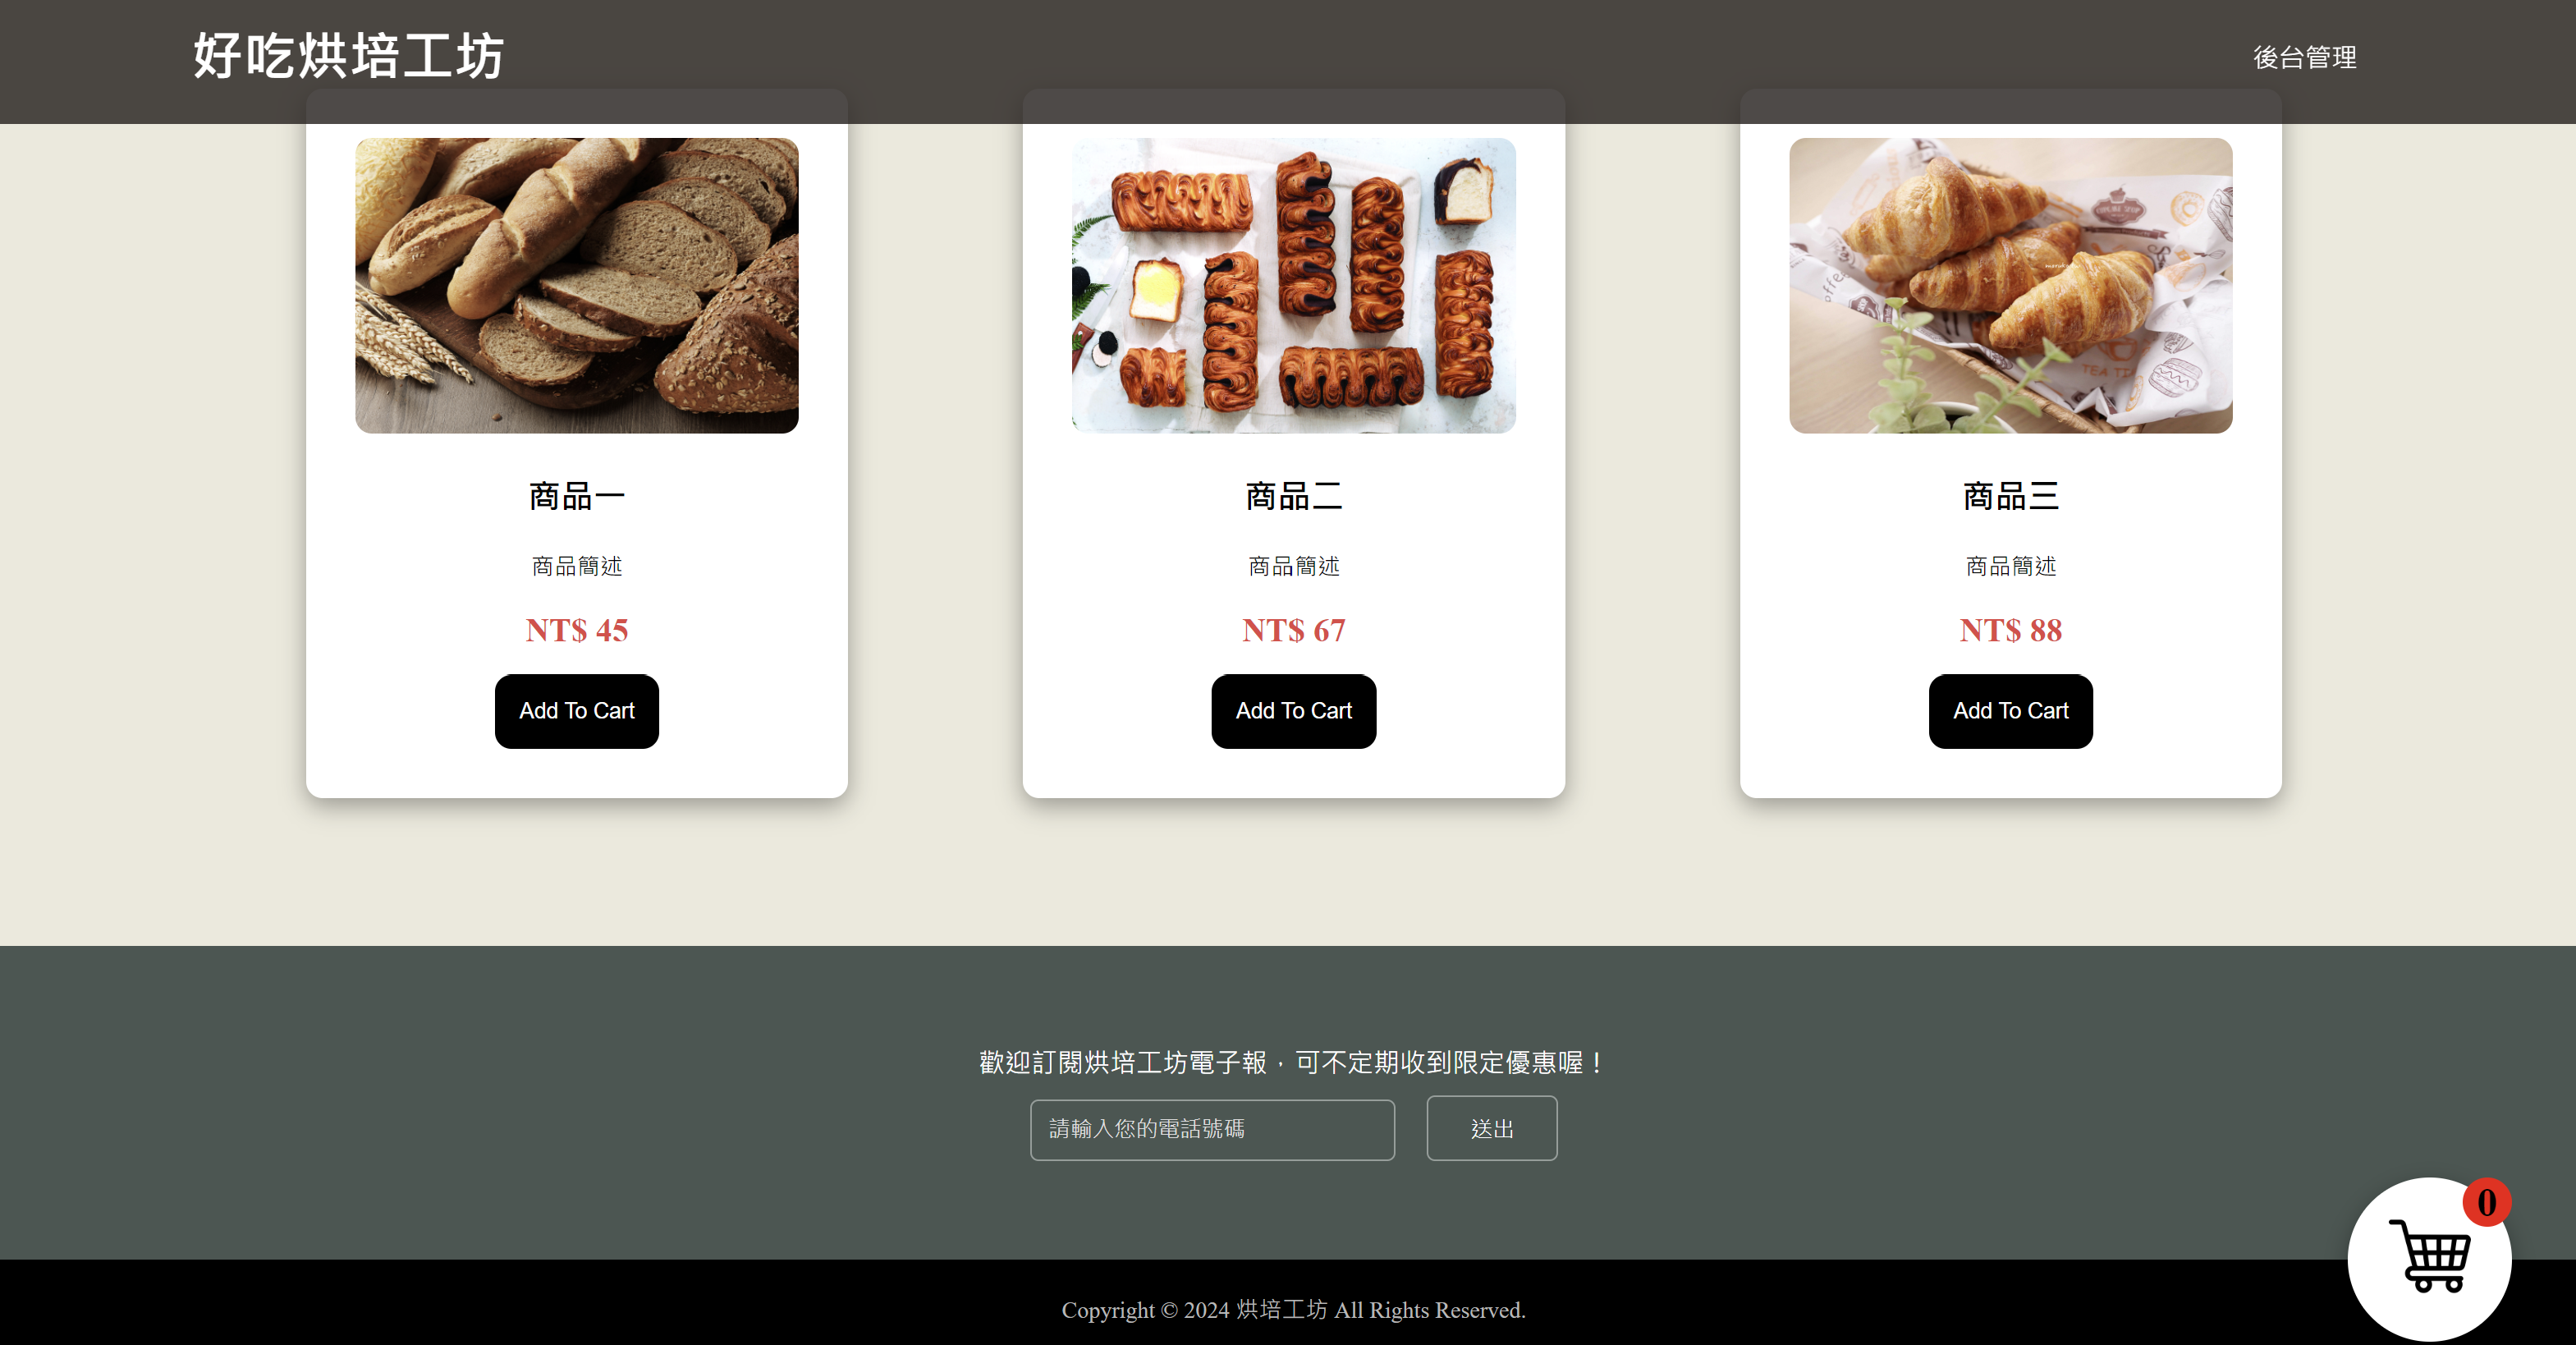 好吃烘培工坊
後台管理
商品一
商品簡述
NT$ 45
Add To Cart
商品二
商品簡述
NT$ 67
Add To Cart
商品三
商品簡述
NT$ 88
Add To Cart
歡迎訂閱烘培工坊電子報，可不定期收到限定優惠喔！
請輸入您的電話號碼
送出
0
Copyright © 2024 烘培工坊 All Rights Reserved.